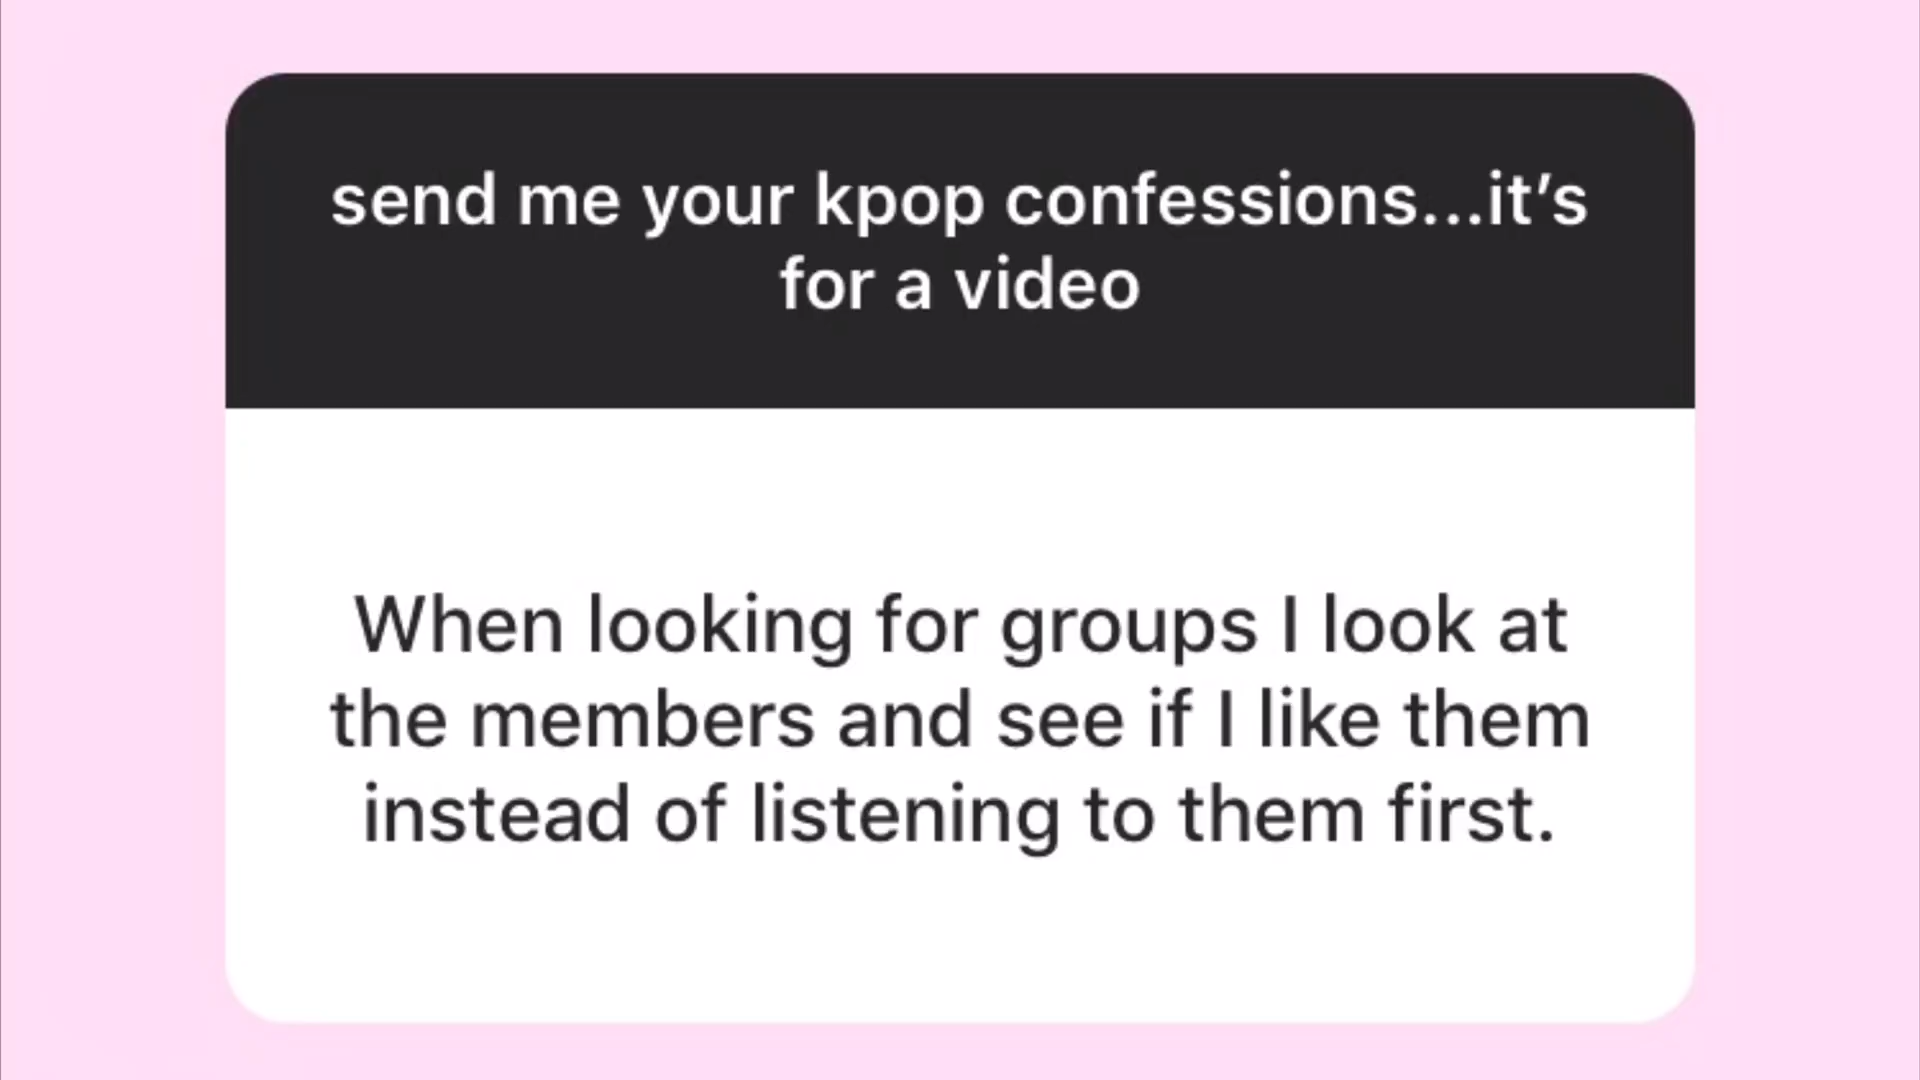 send me your kpop confessions...it’s
for a video
When looking for groups I look at
the members and see if I like them
instead of listening to them first.